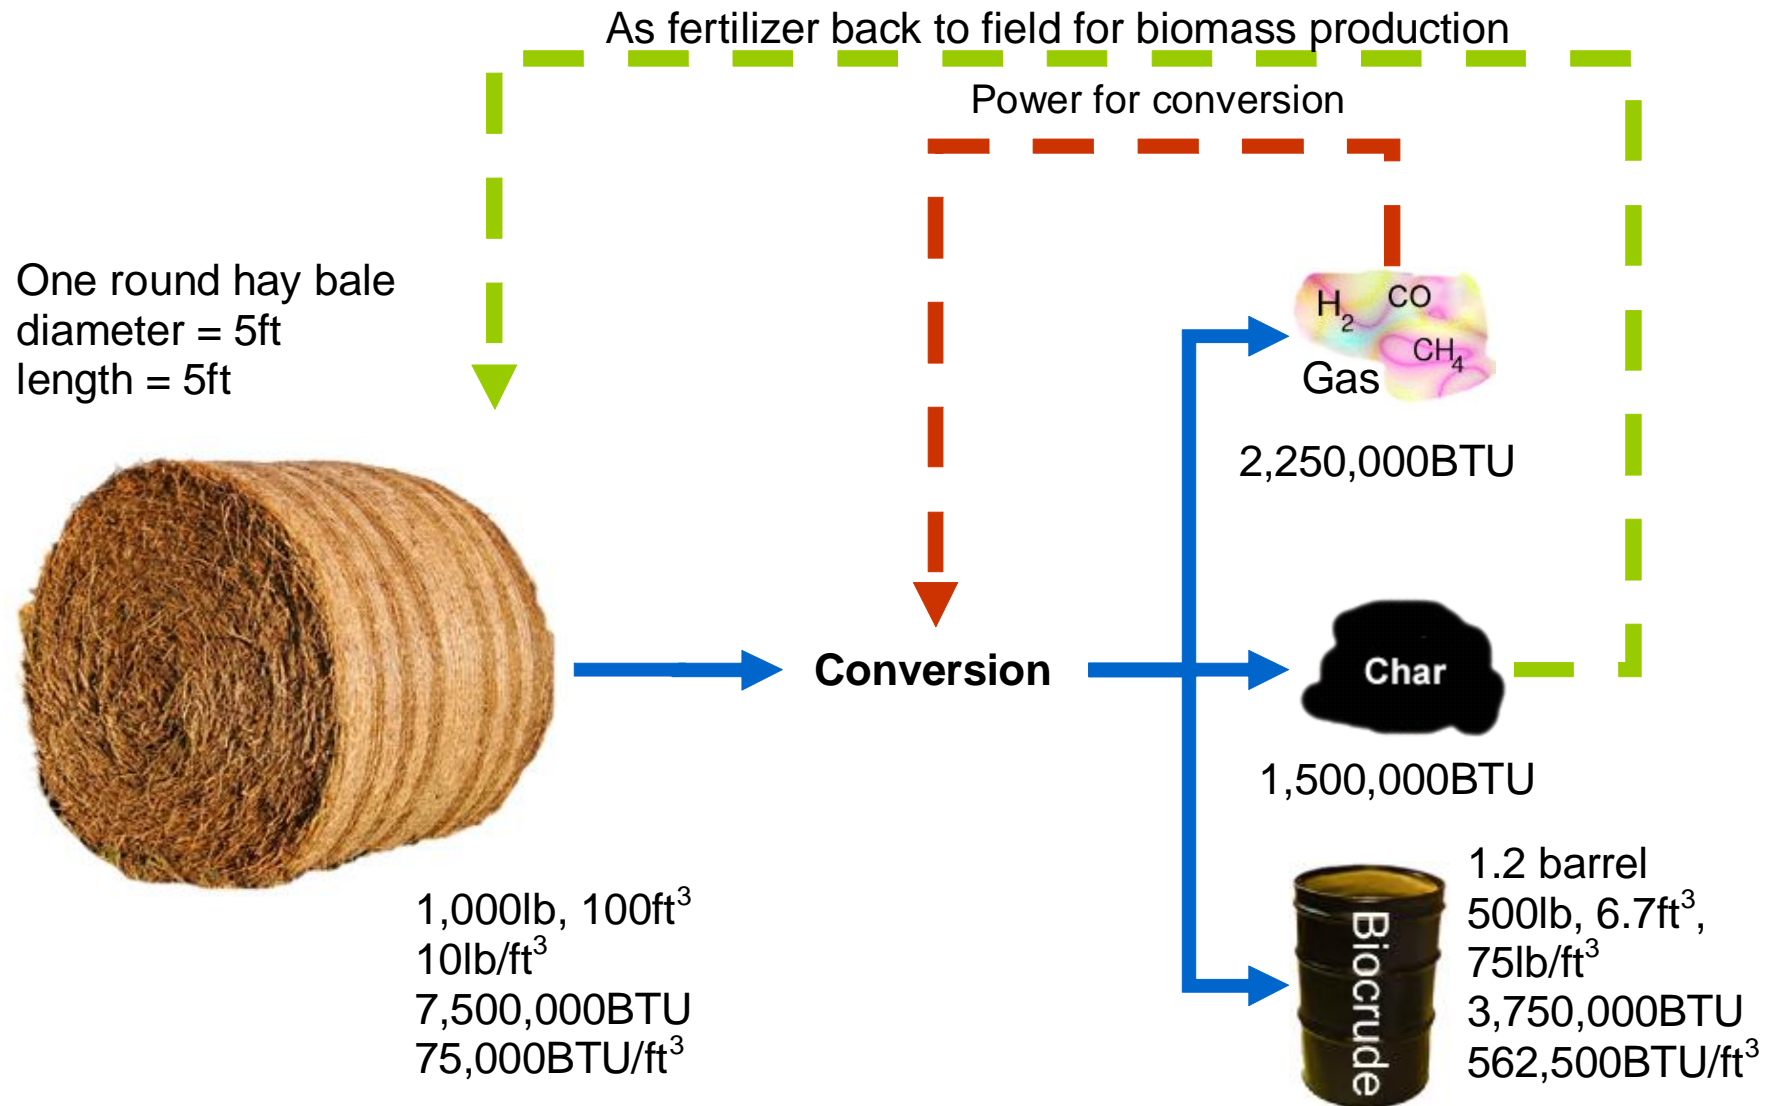 As fertilizer back to field for biomass production
Power for conversion
One round hay bale
diameter = 5ft
length = 5ft
H₂
CO
CH₄
Gas
2,250,000BTU
Conversion
Char
1,500,000BTU
1,000lb, 100ft³
10lb/ft³
7,500,000BTU
75,000BTU/ft³
Biocrude
1.2 barrel
500lb, 6.7ft³,
75lb/ft³
3,750,000BTU
562,500BTU/ft³